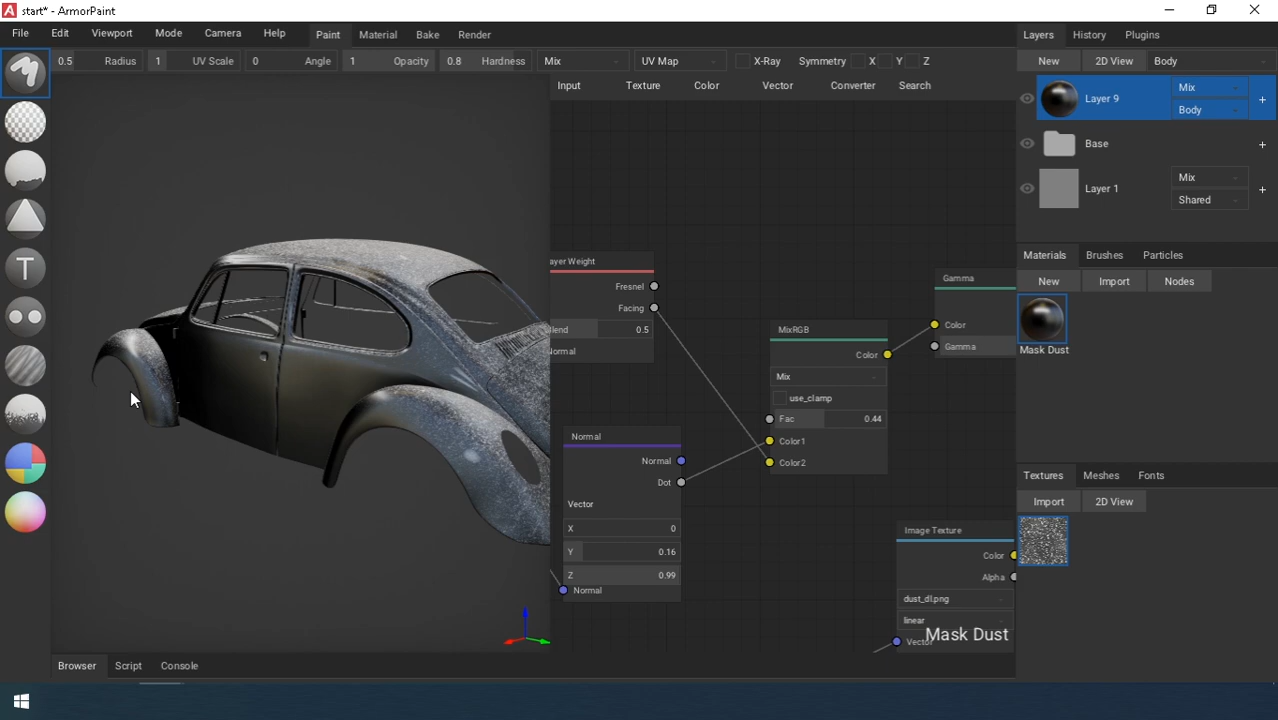 start* - ArmorPaint
File Edit Viewport Mode Camera Help Paint Material Bake Render
Layers History Plugins
0.5 Radius 1 UV Scale 0 Angle 1 Opacity 0.8 Hardness Mix UV Map X-Ray Symmetry X Y Z
New 2D View Body
Input Texture Color Vector Converter Search
Layer 9 Mix
Body
Base
Layer 1 Mix
Shared
Materials Brushes Particles
New Import Nodes
Mask Dust
ayer Weight
Fresnel
Facing
lend 0.5
ormal
Gamma
Color
Gamma
MixRGB
Color
Mix
use_clamp
Fac 0.44
Color1
Color2
Normal
Normal
Dot
Vector
X 0
Y 0.16
Z 0.99
Normal
Textures Meshes Fonts
Import 2D View
Image Texture
Color
Alpha
dust_dl.png
linear
Vector
Mask Dust
Browser Script Console